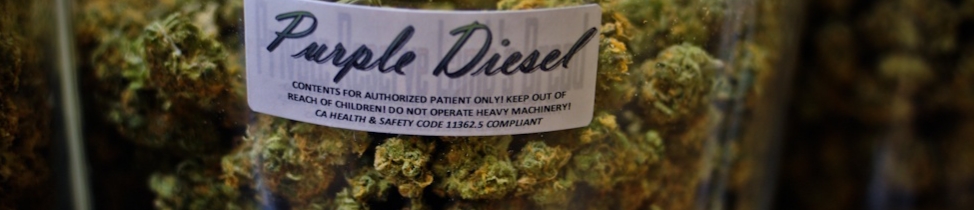 Purple Diesel
CONTENTS FOR AUTHORIZED PATIENT ONLY! KEEP OUT OF
REACH OF CHILDREN! DO NOT OPERATE HEAVY MACHINERY!
CA HEALTH & SAFETY CODE 11362.5 COMPLIANT